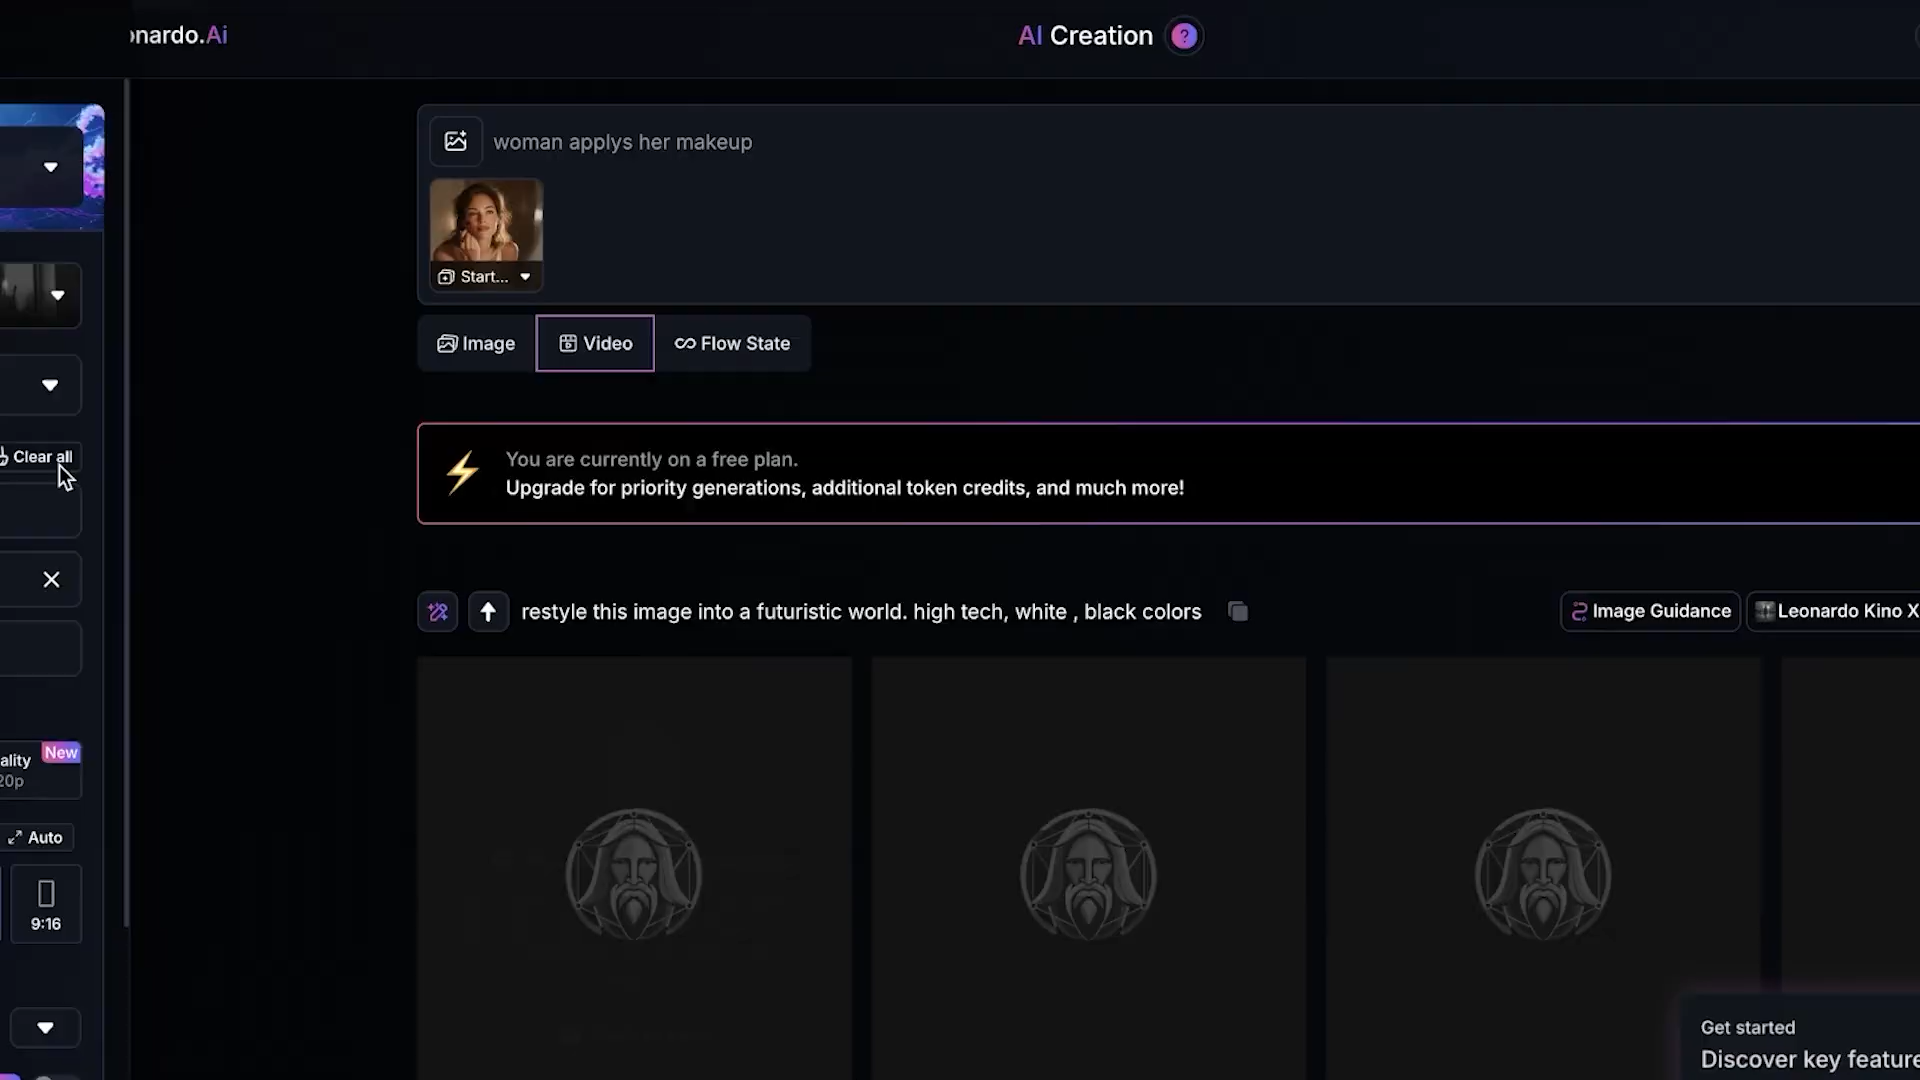 onardo.Ai
AI Creation ?
woman applys her makeup
Start...
Image
Video
Flow State
Clear all
You are currently on a free plan.
Upgrade for priority generations, additional token credits, and much more!
restyle this image into a futuristic world. high tech, white , black colors
Image Guidance
Leonardo Kino X
New
ality
20p
Auto
9:16
Get started
Discover key feature